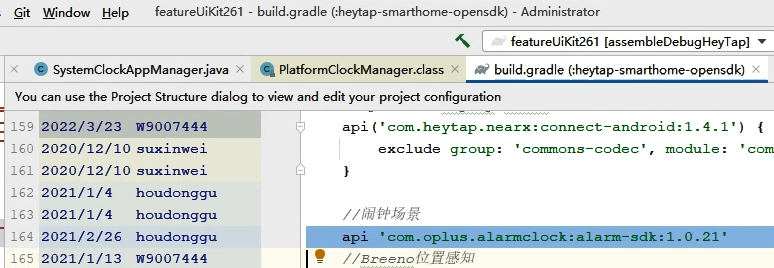 s Git Window Help featureUiKit261 - build.gradle (:heytap-smarthome-opensdk) - Administrator
featureUiKit261 [assembleDebugHeyTap]
SystemClockAppManager.java PlatformClockManager.class build.gradle (:heytap-smarthome-opensdk)
You can use the Project Structure dialog to view and edit your project configuration
159 2022/3/23 W9007444 api('com.heytap.nearx:connect-android:1.4.1') {
160 2020/12/10 suxinwei exclude group: 'commons-codec', module: 'com
161 2020/12/10 suxinwei }
162 2021/1/4 houdonggu
163 2021/1/4 houdonggu //闹钟场景
164 2021/2/26 houdonggu api 'com.oplus.alarmclock:alarm-sdk:1.0.21'
165 2021/1/13 W9007444 //Breeno位置感知